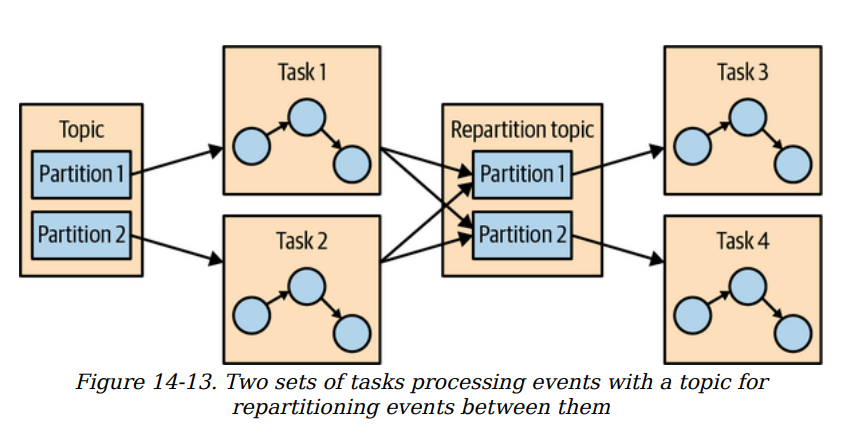 Topic
Partition 1
Partition 2
Task 1
Task 2
Repartition topic
Partition 1
Partition 2
Task 3
Task 4
Figure 14-13. Two sets of tasks processing events with a topic for
repartitioning events between them